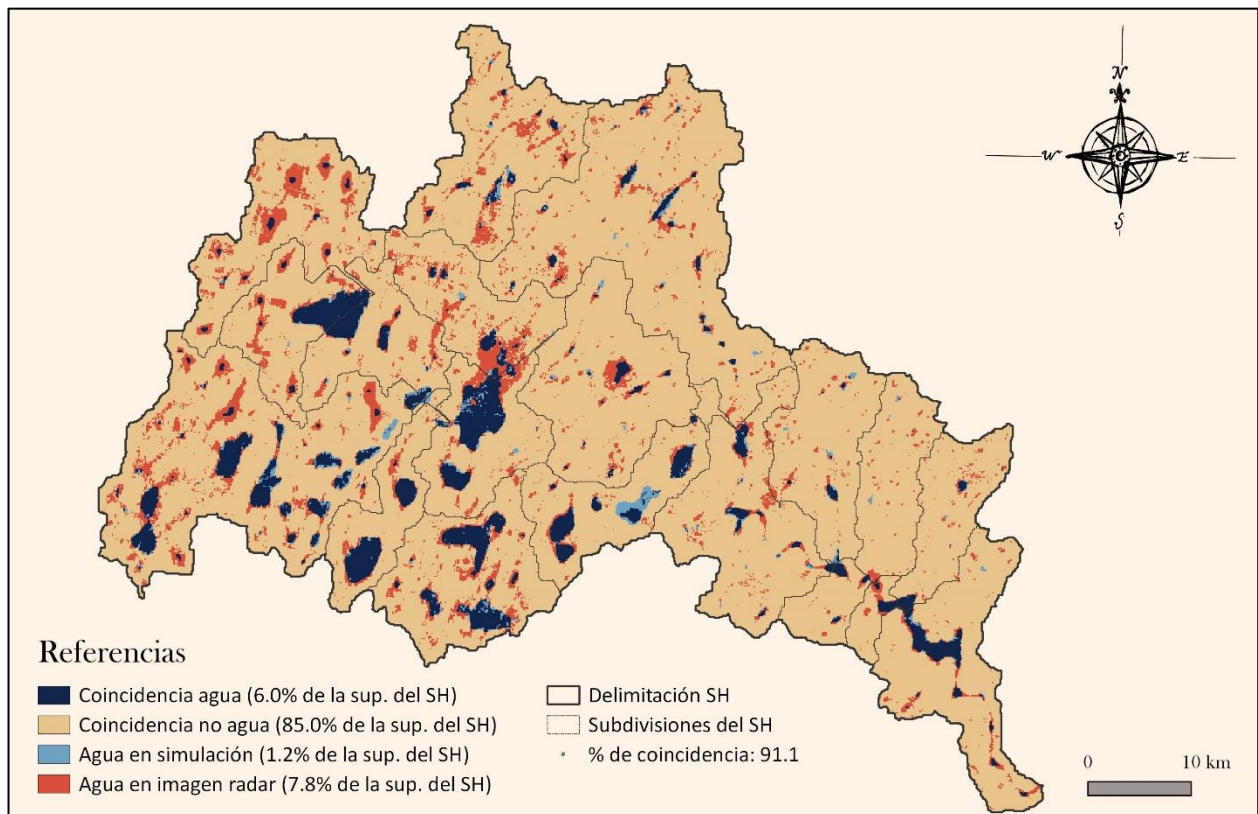 N
W
E
S
Referencias
Coincidencia agua (6.0% de la sup. del SH)
Coincidencia no agua (85.0% de la sup. del SH)
Agua en simulación (1.2% de la sup. del SH)
Agua en imagen radar (7.8% de la sup. del SH)
Delimitación SH
Subdivisiones del SH
% de coincidencia: 91.1
0 10 km